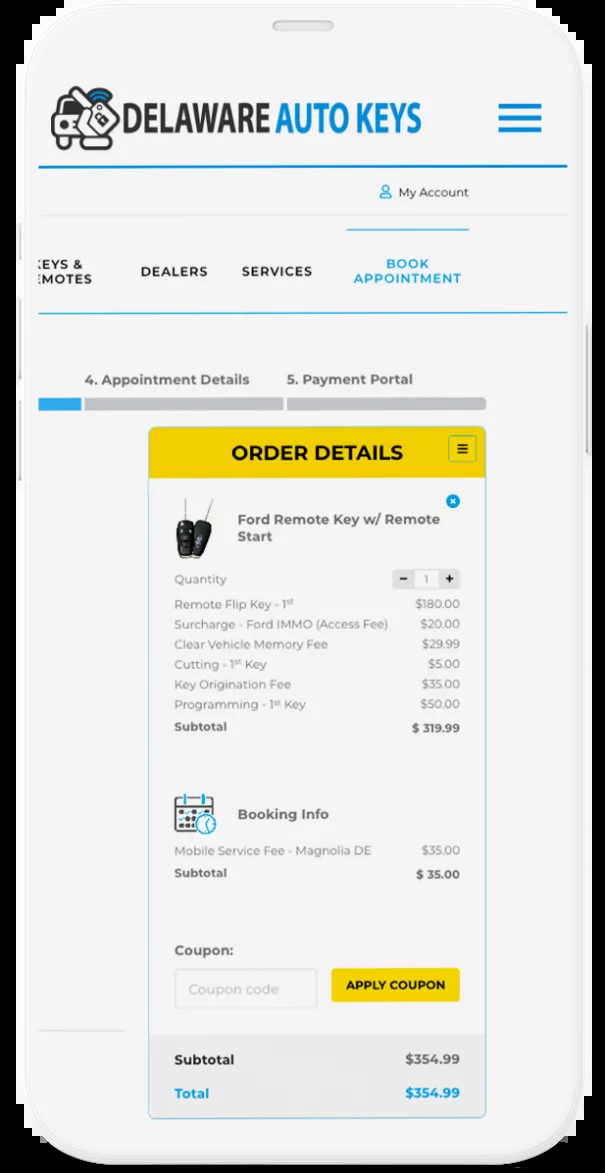 DELAWARE AUTO KEYS
My Account
KEYS &
EMOTES
DEALERS
SERVICES
BOOK
APPOINTMENT
4. Appointment Details
5. Payment Portal
ORDER DETAILS
Ford Remote Key w/ Remote
Start
Quantity − 1 +
Remote Flip Key - 1st $180.00
Surcharge - Ford IMMO (Access Fee) $20.00
Clear Vehicle Memory Fee $29.99
Cutting - 1st Key $5.00
Key Origination Fee $35.00
Programming - 1st Key $50.00
Subtotal $ 319.99
Booking Info
Mobile Service Fee - Magnolia DE $35.00
Subtotal $ 35.00
Coupon:
Coupon code
APPLY COUPON
Subtotal $354.99
Total $354.99